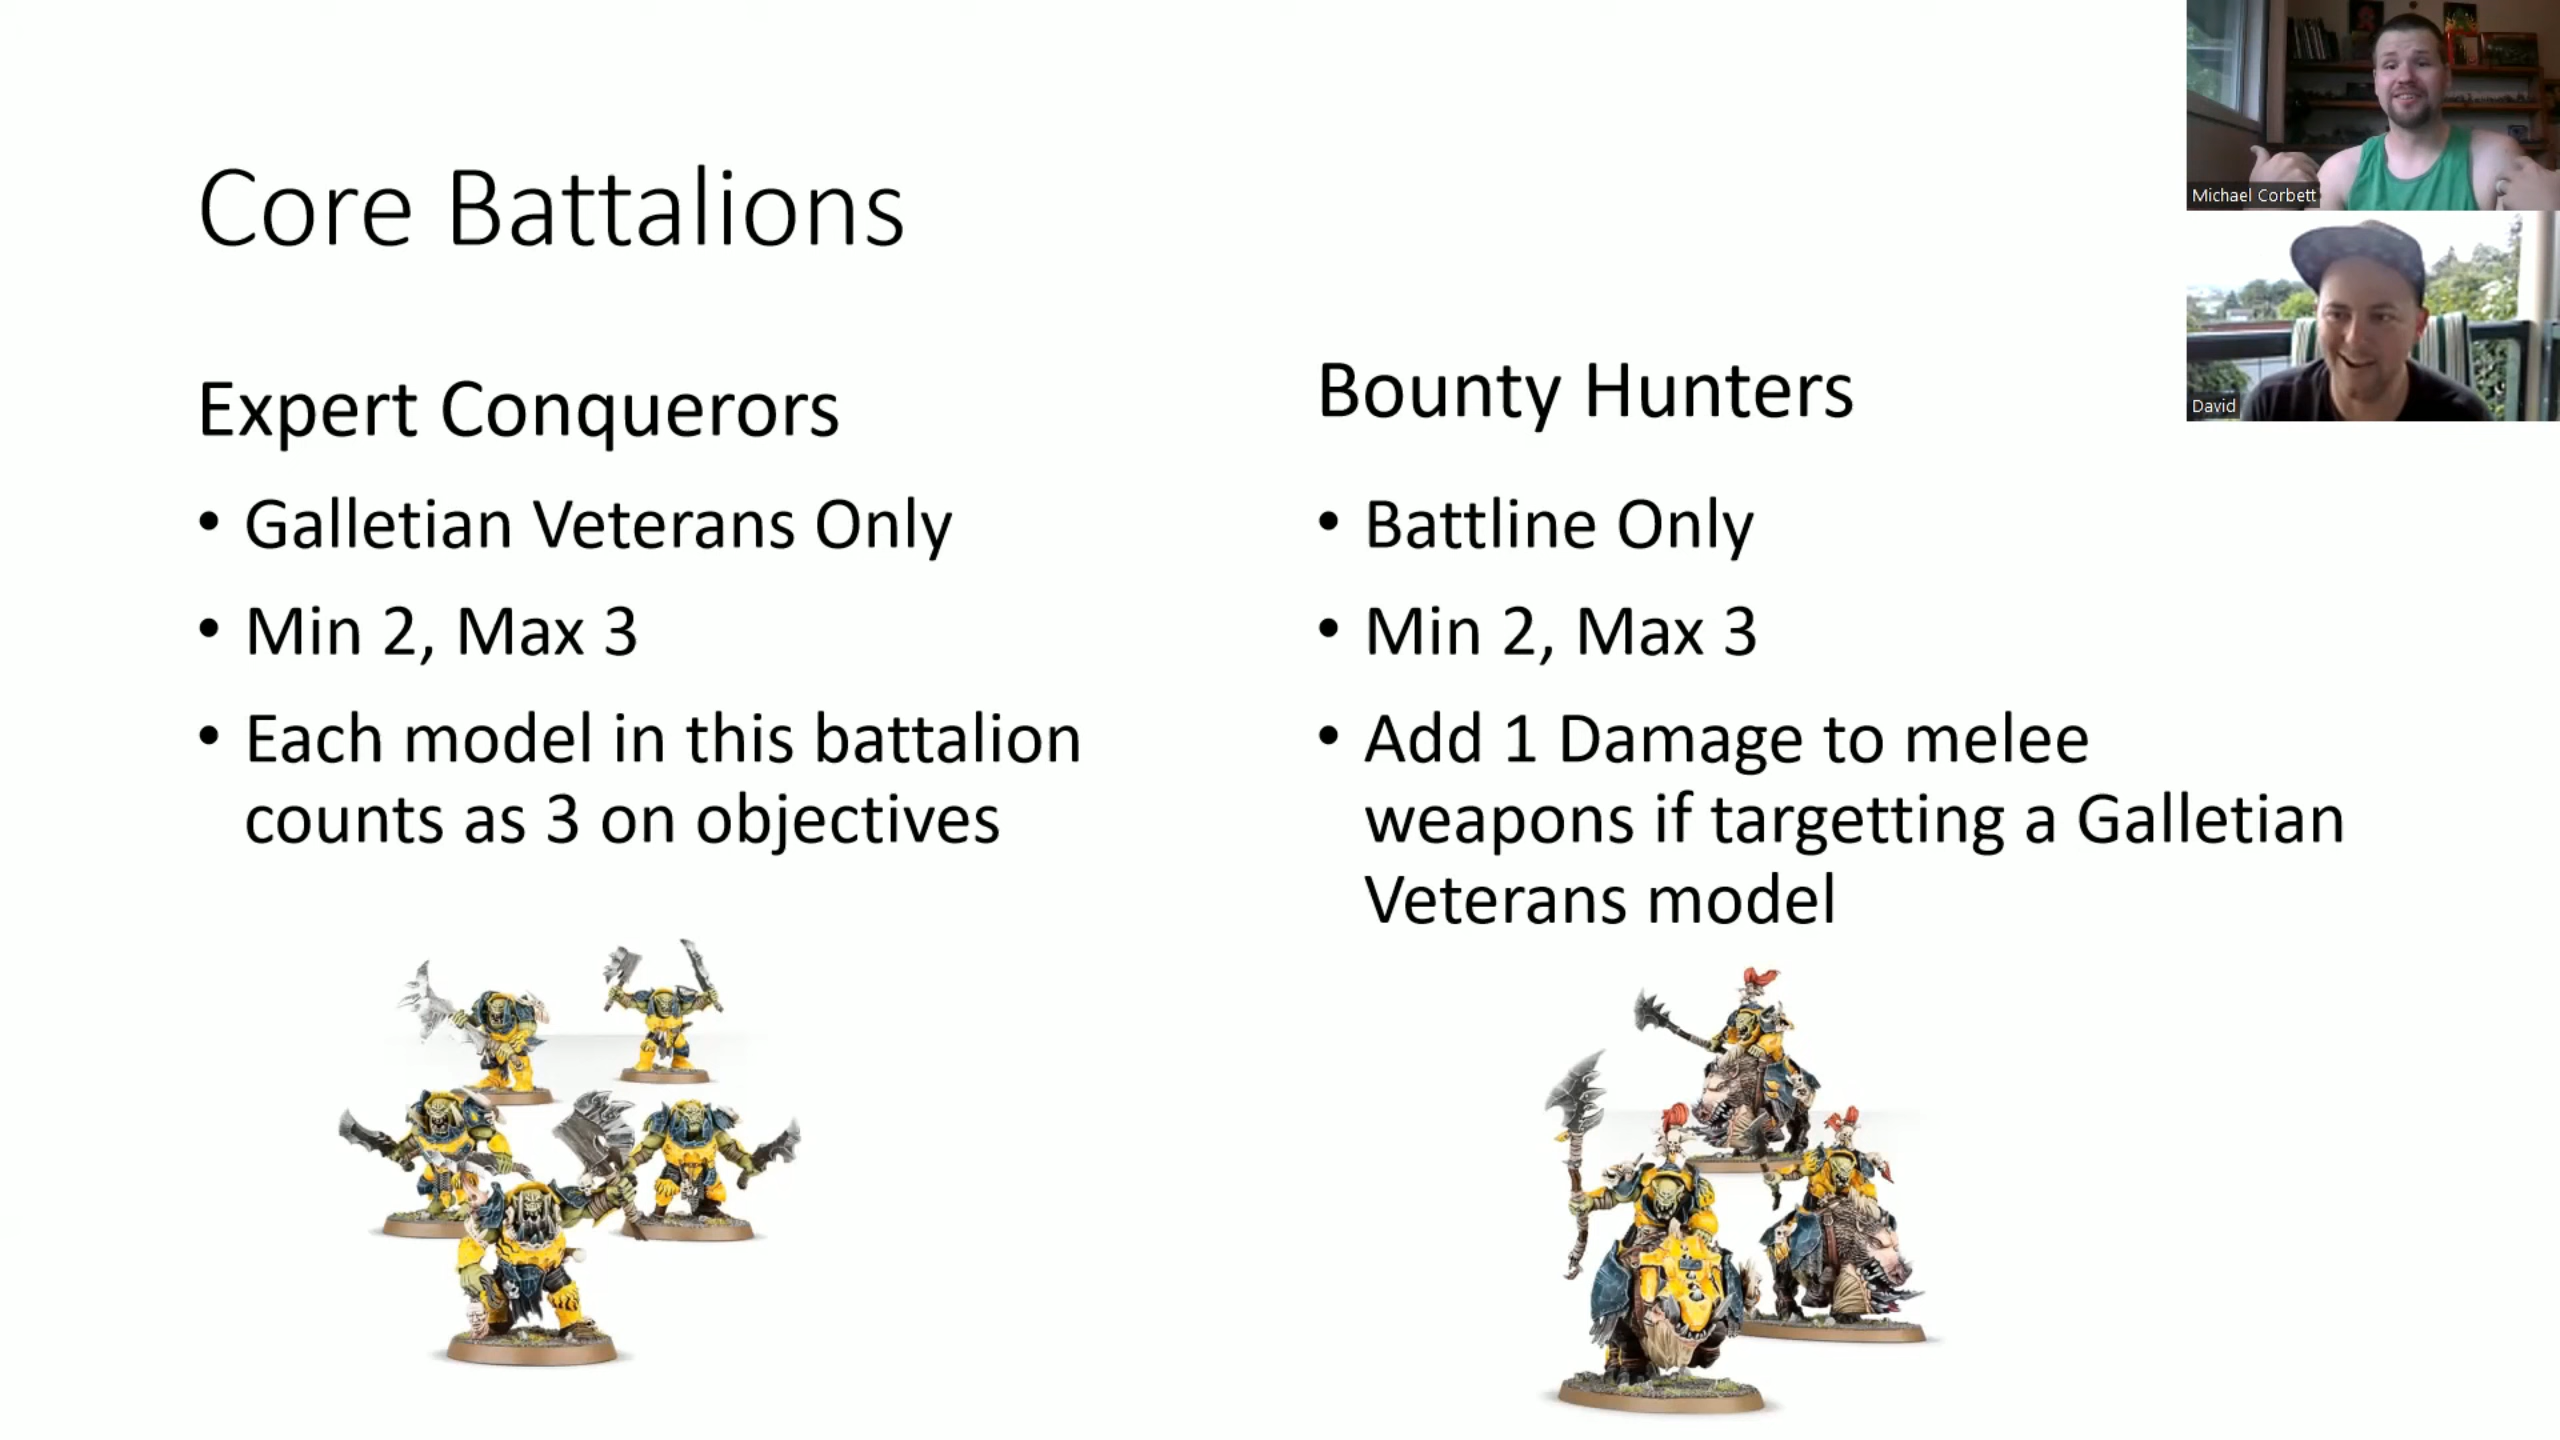 Core Battalions
Expert Conquerors
• Galletian Veterans Only
• Min 2, Max 3
• Each model in this battalion
counts as 3 on objectives
Bounty Hunters
• Battline Only
• Min 2, Max 3
• Add 1 Damage to melee
weapons if targetting a Galletian
Veterans model
Michael Corbett
David